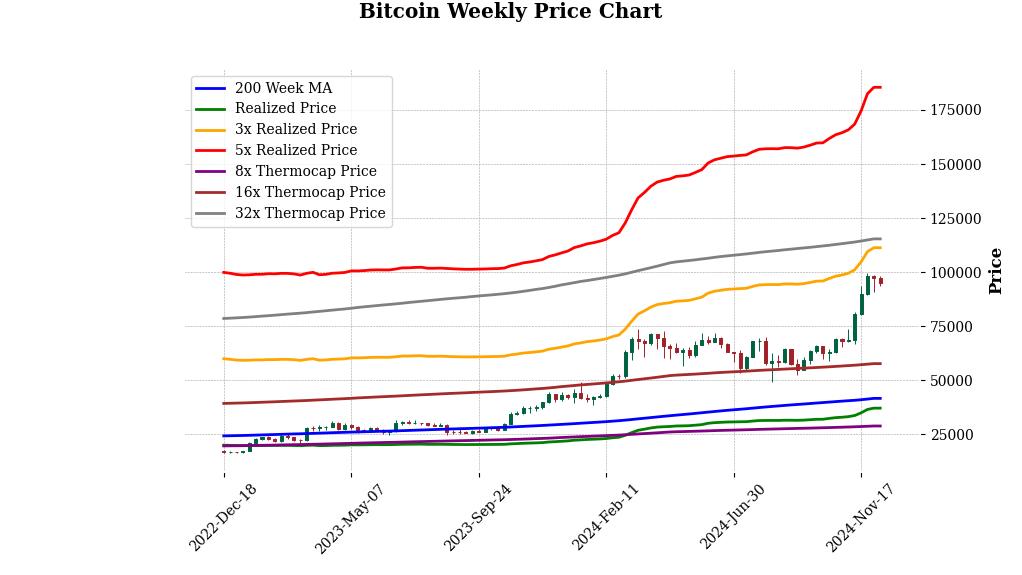 Bitcoin Weekly Price Chart
200 Week MA
Realized Price
3x Realized Price
5x Realized Price
8x Thermocap Price
16x Thermocap Price
32x Thermocap Price
175000
150000
125000
100000
75000
50000
25000
Price
2022-Dec-18
2023-May-07
2023-Sep-24
2024-Feb-11
2024-Jun-30
2024-Nov-17